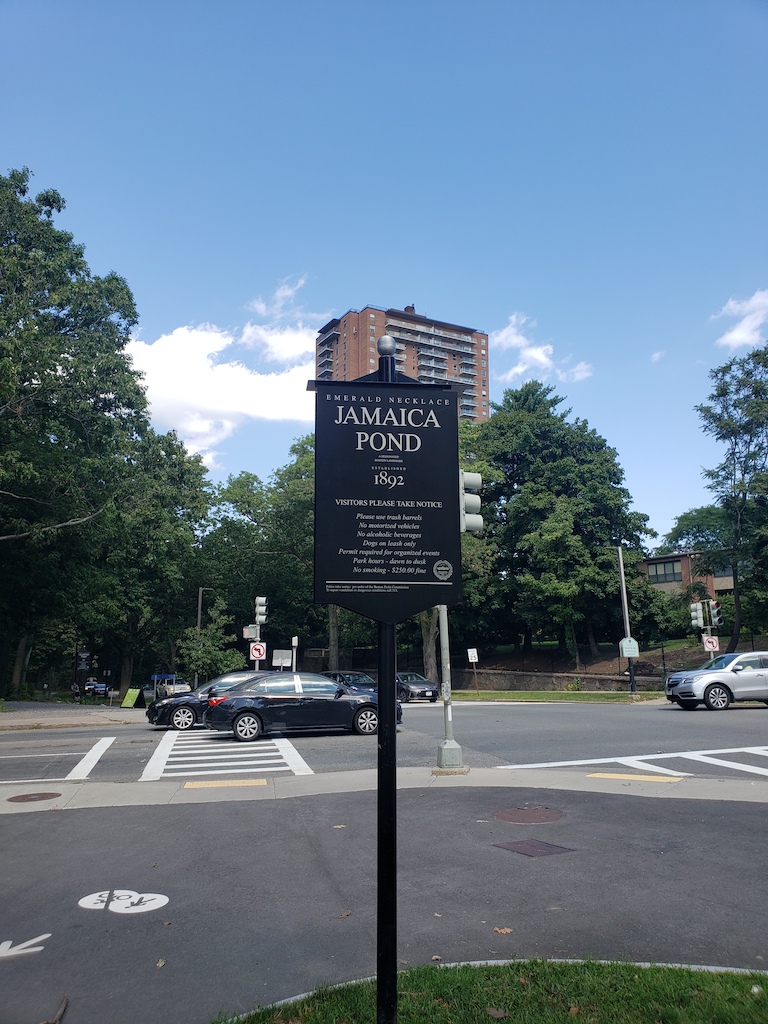 EMERALD NECKLACE
JAMAICA
POND
ESTABLISHED
1892
VISITORS PLEASE TAKE NOTICE
Please use trash barrels
No motorized vehicles
No alcoholic beverages
Dogs on leash only
Permit required for organized events
Park hours - dawn to dusk
No smoking - $250.00 fine